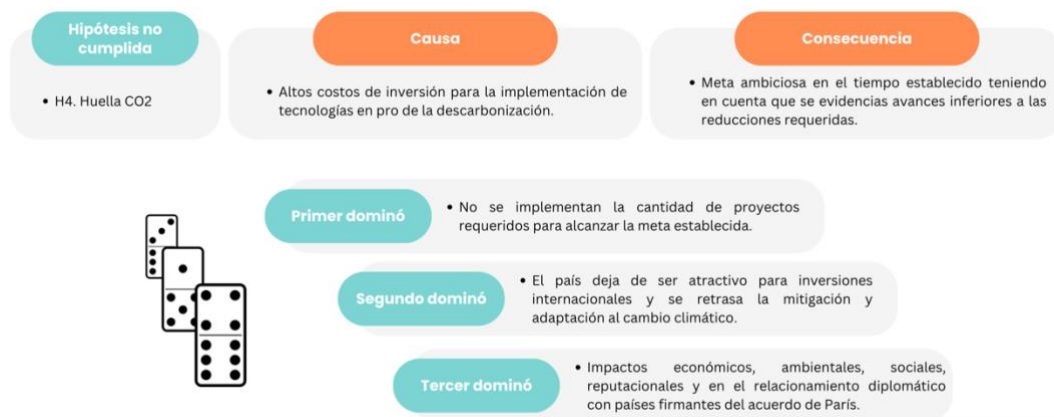 Hipótesis no
cumplida
• H4. Huella CO2
Causa
• Altos costos de inversión para la implementación de
tecnologías en pro de la descarbonización.
Consecuencia
• Meta ambiciosa en el tiempo establecido teniendo
en cuenta que se evidencias avances inferiores a las
reducciones requeridas.
Primer dominó
• No se implementan la cantidad de proyectos
requeridos para alcanzar la meta establecida.
Segundo dominó
• El país deja de ser atractivo para inversiones
internacionales y se retrasa la mitigación y
adaptación al cambio climático.
Tercer dominó
• Impactos económicos, ambientales, sociales,
reputacionales y en el relacionamiento diplomático
con países firmantes del acuerdo de París.